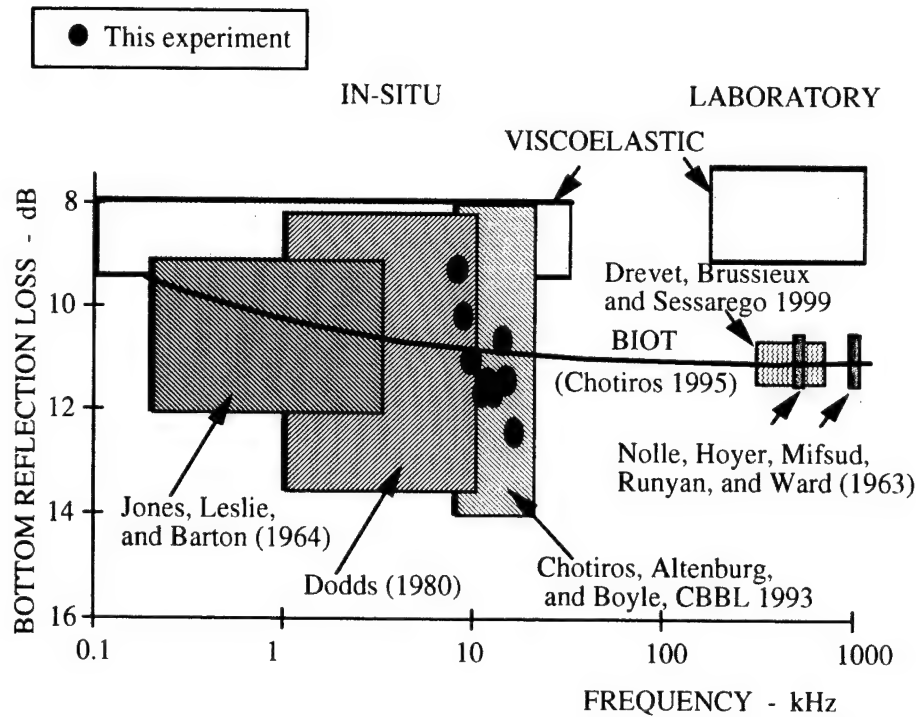 This experiment
IN-SITU
LABORATORY
VISCOELASTIC
BOTTOM REFLECTION LOSS - dB
8
10
12
14
16
Drevet, Brussieux
and Sessarego 1999
BIOT
(Chotiros 1995)
Nolle, Hoyer, Mifsud,
Runyan, and Ward (1963)
Jones, Leslie,
and Barton (1964)
Dodds (1980)
Chotiros, Altenburg,
and Boyle, CBBL 1993
0.1
1
10
100
1000
FREQUENCY - kHz